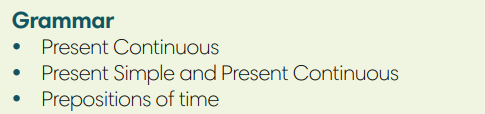 Grammar
• Present Continuous
• Present Simple and Present Continuous
• Prepositions of time